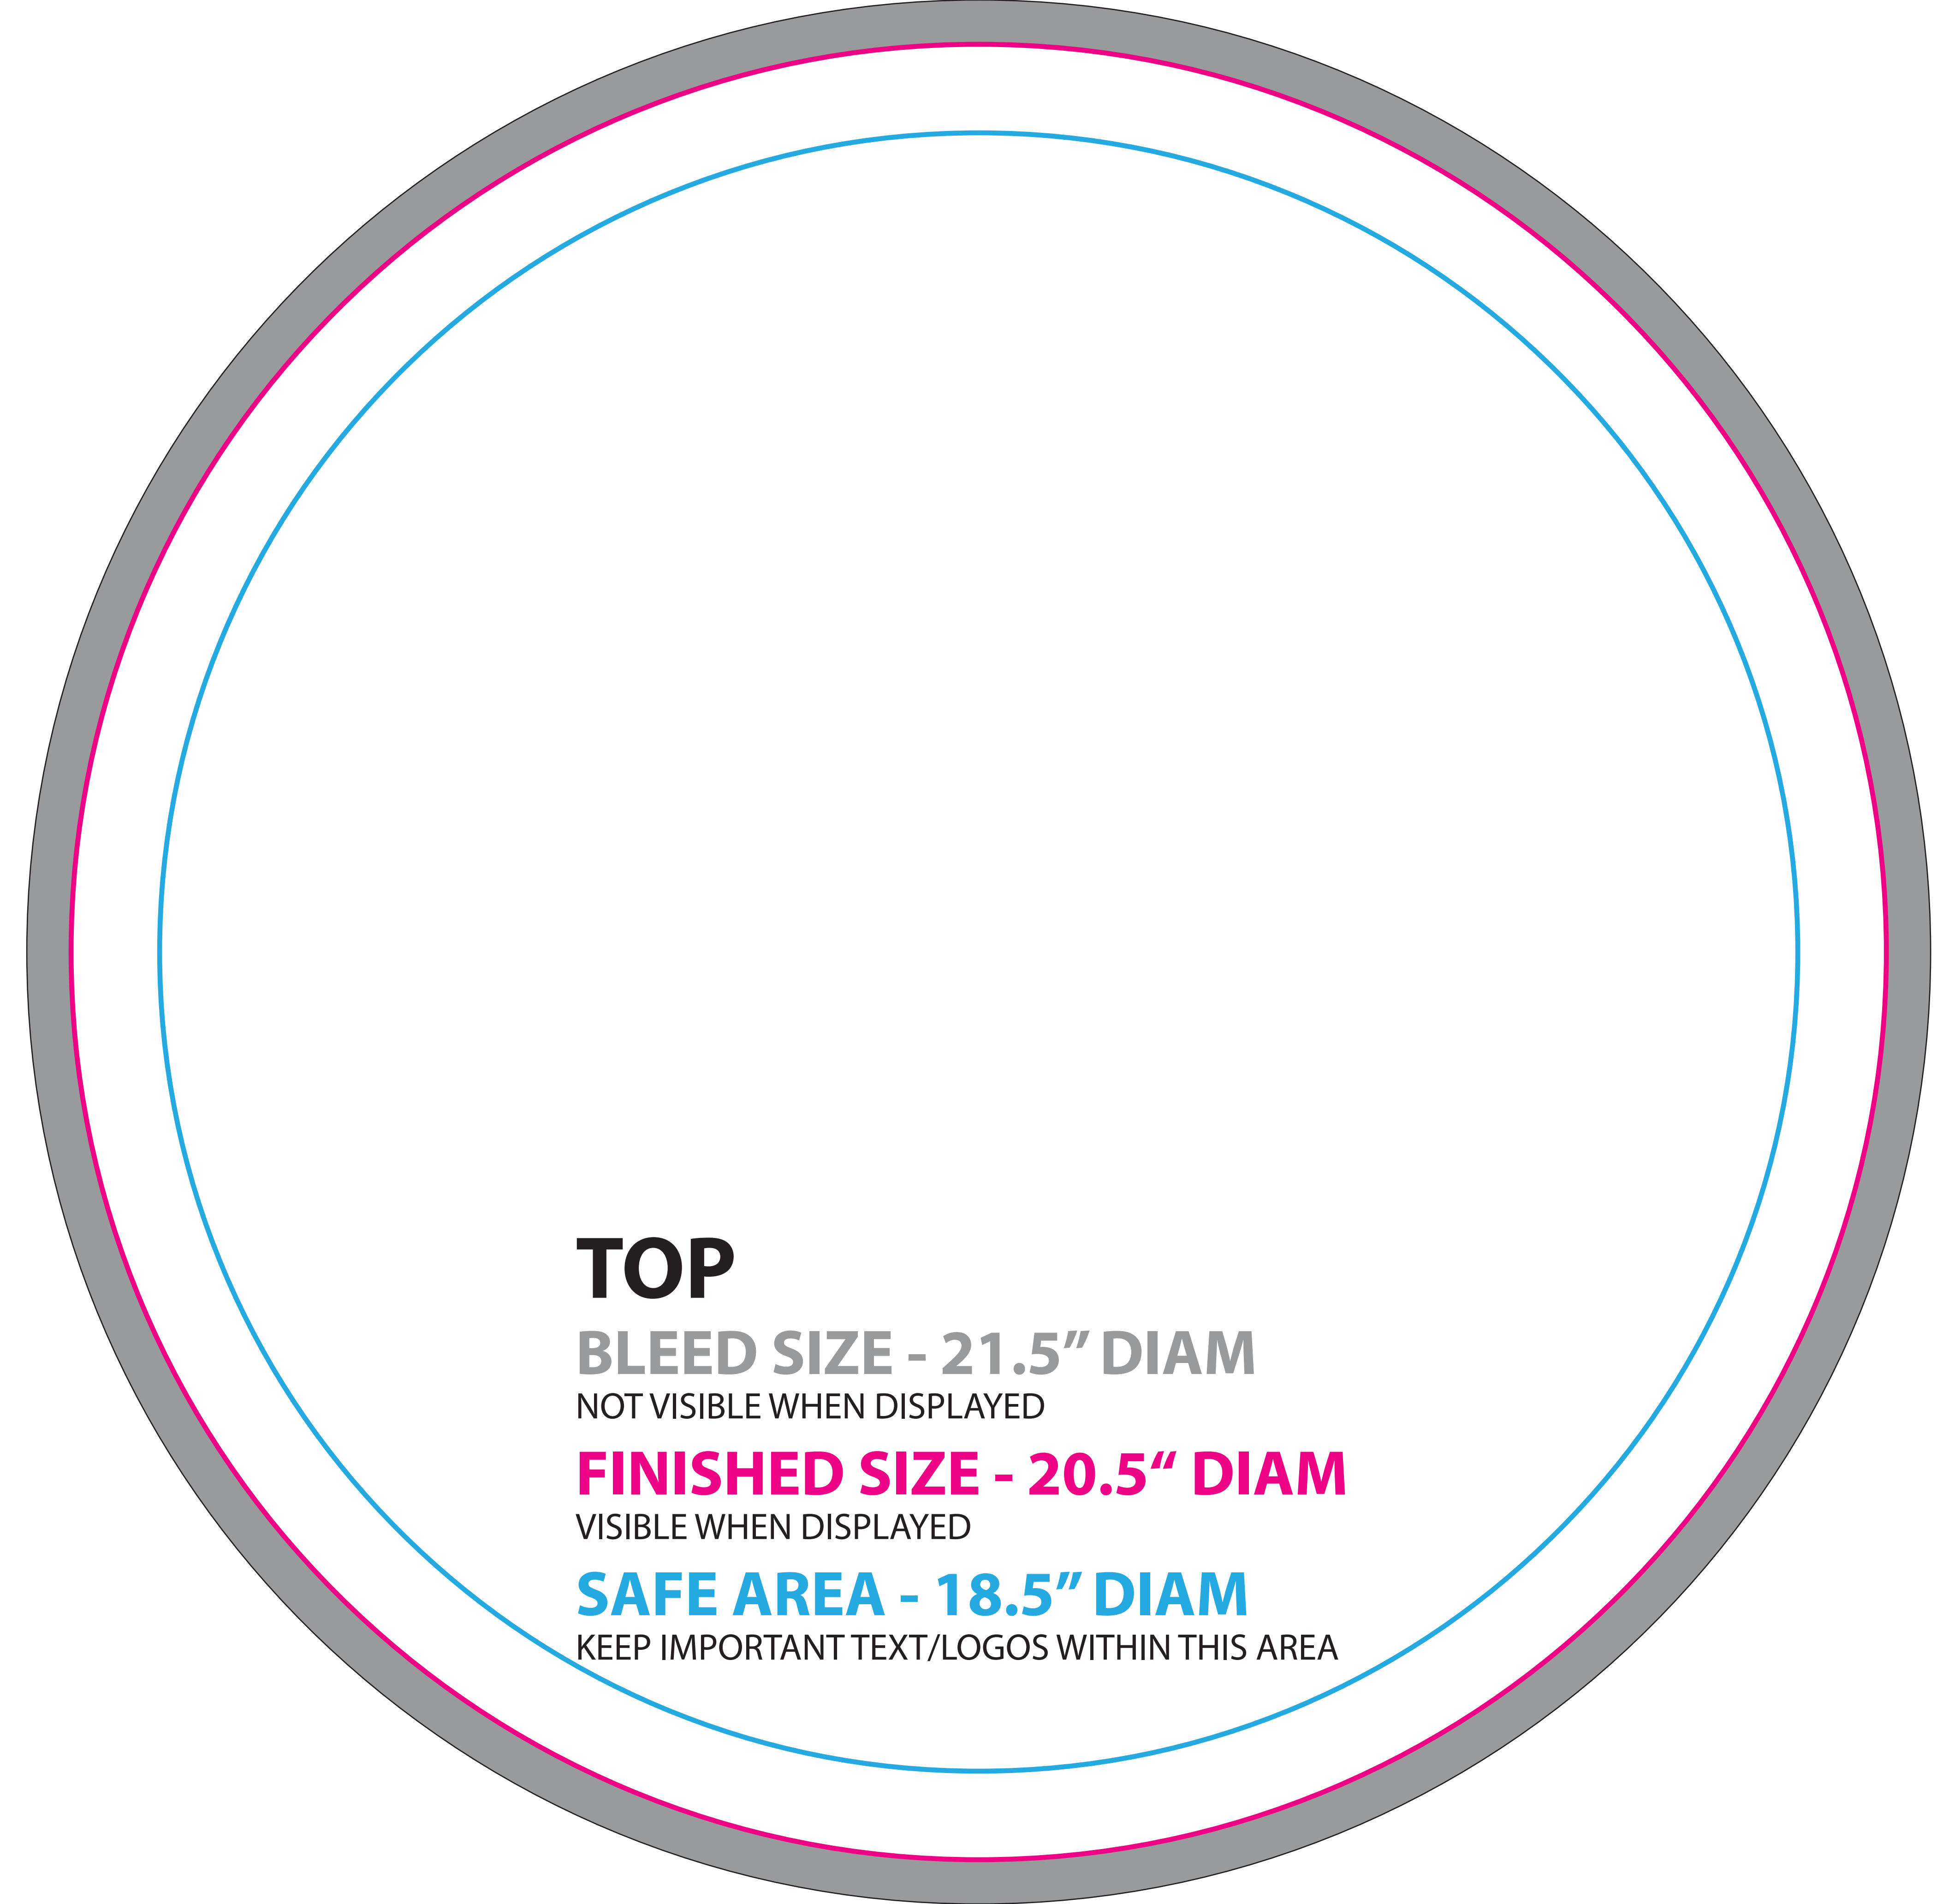 TOP
BLEED SIZE - 21.5” DIAM
NOT VISIBLE WHEN DISPLAYED
FINISHED SIZE - 20.5“ DIAM
VISIBLE WHEN DISPLAYED
SAFE AREA - 18.5” DIAM
KEEP IMPORTANT TEXT/LOGOS WITHIN THIS AREA